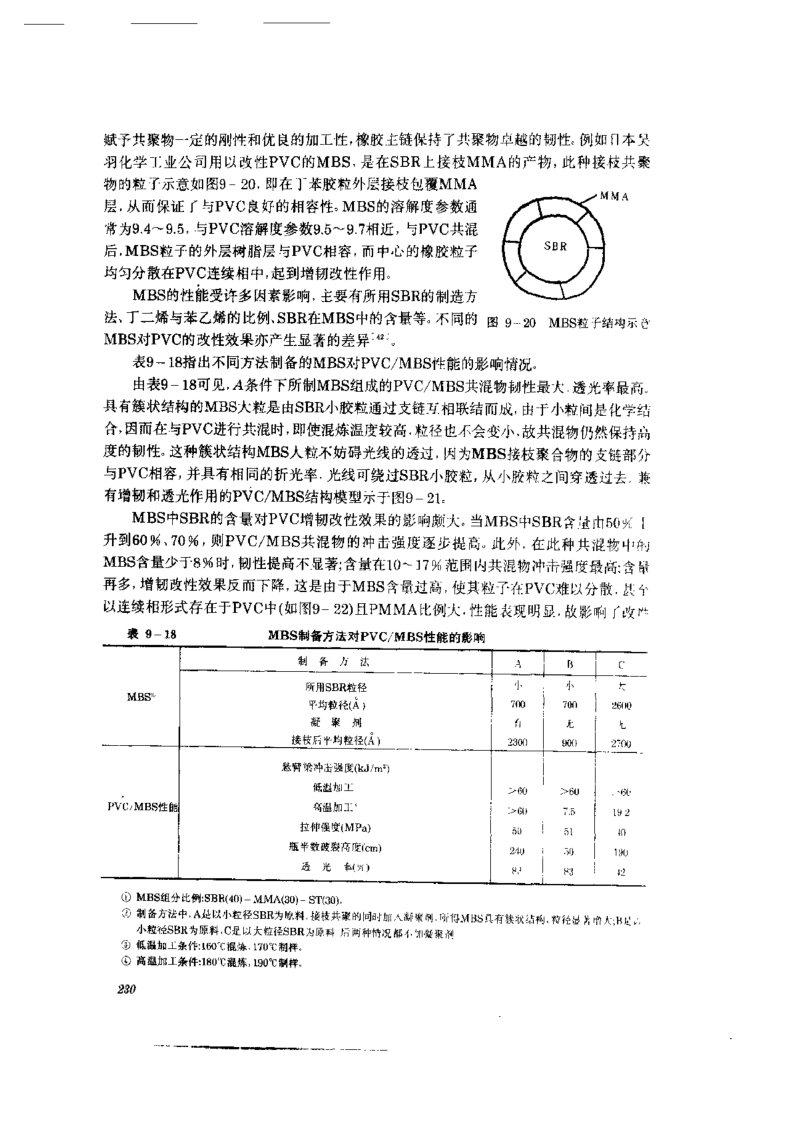 赋予共聚物一定的刚性和优良的加工性,橡胶主链保持了共聚物卓越的韧性。例如日本吴
羽化学工业公司用以改性PVC的MBS,是在SBR上接枝MMA的产物,此种接枝共聚
物的粒子示意如图9-20,即在丁苯胶粒外层接枝包覆MMA
层,从而保证了与PVC良好的相容性。MBS的溶解度参数通
常为9.4~9.5,与PVC溶解度参数9.5~9.7相近,与PVC共混
后,MBS粒子的外层树脂层与PVC相容,而中心的橡胶粒子
均匀分散在PVC连续相中,起到增韧改性作用。
MMA
SBR
图 9-20 MBS粒子结构示意
MBS的性能受许多因素影响,主要有所用SBR的制造方
法、丁二烯与苯乙烯的比例、SBR在MBS中的含量等。不同的
MBS对PVC的改性效果亦产生显著的差异[42]。
表9-18指出不同方法制备的MBS对PVC/MBS性能的影响情况。
由表9-18可见,A条件下所制MBS组成的PVC/MBS共混物韧性最大,透光率最高。
具有簇状结构的MBS大粒是由SBR小胶粒通过支链互相联结而成,由于小粒间是化学结
合,因而在与PVC进行共混时,即使混炼温度较高,粒径也不会变小,故共混物仍然保持高
度的韧性。这种簇状结构MBS大粒不妨碍光线的透过,因为MBS接枝聚合物的支链部分
与PVC相容,并具有相同的折光率,光线可绕过SBR小胶粒,从小胶粒之间穿透过去,兼
有增韧和透光作用的PVC/MBS结构模型示于图9-21。
MBS中SBR的含量对PVC增韧改性效果的影响颇大。当MBS中SBR含量由50%上
升到60%、70%,则PVC/MBS共混物的冲击强度逐步提高。此外,在此种共混物中的
MBS含量少于8%时,韧性提高不显著;含量在10~17%范围内共混物冲击强度最高;含量
再多,增韧改性效果反而下降,这是由于MBS含量过高,使其粒子在PVC难以分散,甚至
以连续相形式存在于PVC中(如图9-22)且PMMA比例大,性能表现明显,故影响了改性
表 9-18 MBS制备方法对PVC/MBS性能的影响
制 备 方 法 A B C
MBS
所用SBR粒径 小 小 大
平均粒径(Å) 700 700 2600
凝 聚 剂 有 无 无
接枝后平均粒径(Å) 2300 900 2700
PVC/MBS性能
悬臂梁冲击强度(kJ/m²)
低温加工 >60 >60 >60
高温加工 >60 7.5 19.2
拉伸强度(MPa) 50 51 40
瓶半数破裂高度(cm) 240 50 190
透 光 率(%) 83
① MBS组分比例:SBR(40)-MMA(30)-ST(30)。
② 制备方法中,A是以小粒径SBR为原料,接枝共聚的同时加入凝聚剂,所得MBS具有簇状结构,粒径显著增大;B是以
小粒径SBR为原料,C是以大粒径SBR为原料 后两种情况都不加凝聚剂
③ 低温加工条件:160℃混炼,170℃制样。
④ 高温加工条件:180℃混炼,190℃制样。
230